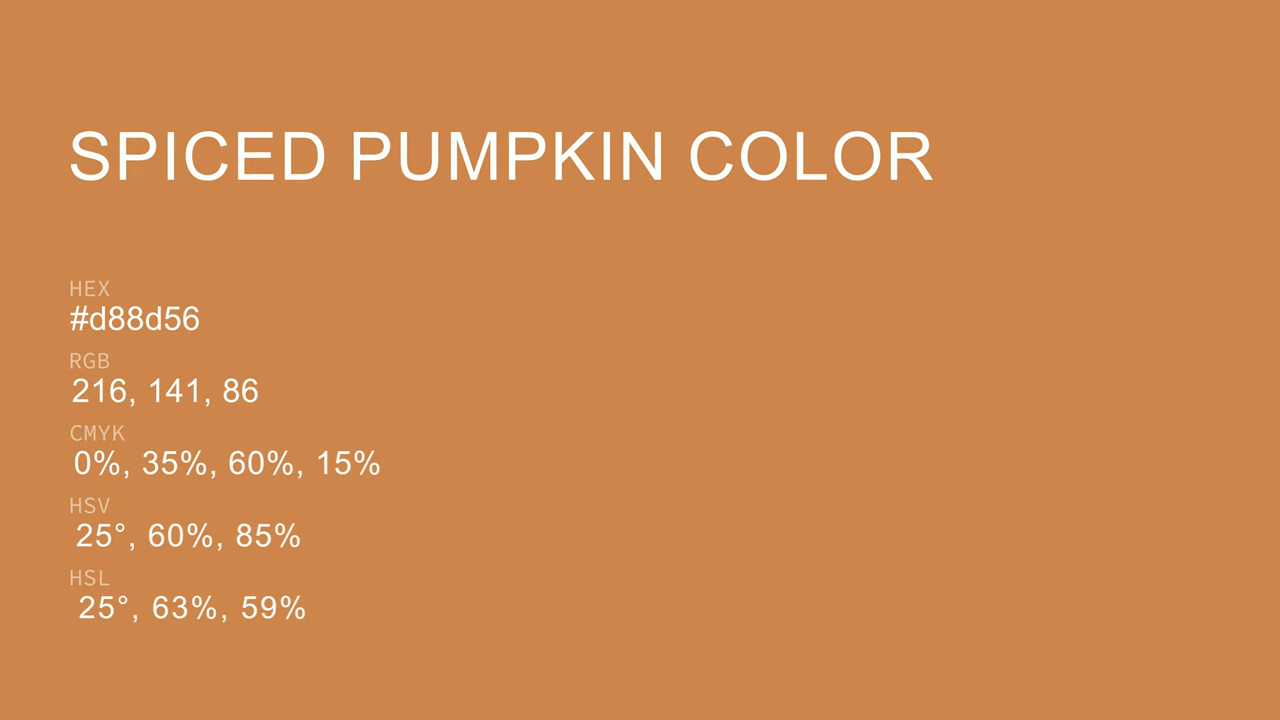 SPICED PUMPKIN COLOR
HEX
#d88d56
RGB
216, 141, 86
CMYK
0%, 35%, 60%, 15%
HSV
25°, 60%, 85%
HSL
25°, 63%, 59%